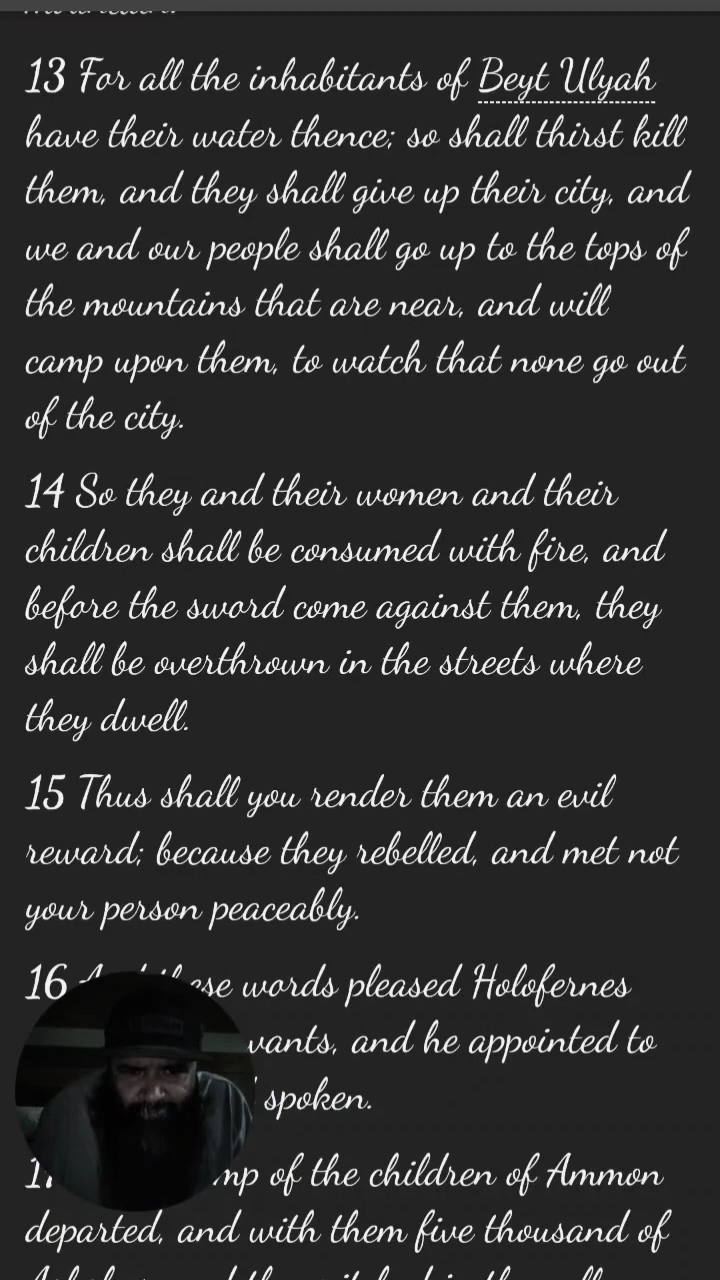 13 For all the inhabitants of Beyt Ulyah
have their water thence; so shall thirst kill
them, and they shall give up their city, and
we and our people shall go up to the tops of
the mountains that are near, and will
camp upon them, to watch that none go out
of the city.
14 So they and their women and their
children shall be consumed with fire, and
before the sword come against them, they
shall be overthrown in the streets where
they dwell.
15 Thus shall you render them an evil
reward; because they rebelled, and met not
your person peaceably.
16 words pleased Holofernes
and he appointed to
spoken.
of the children of Ammon
departed, and with them five thousand of